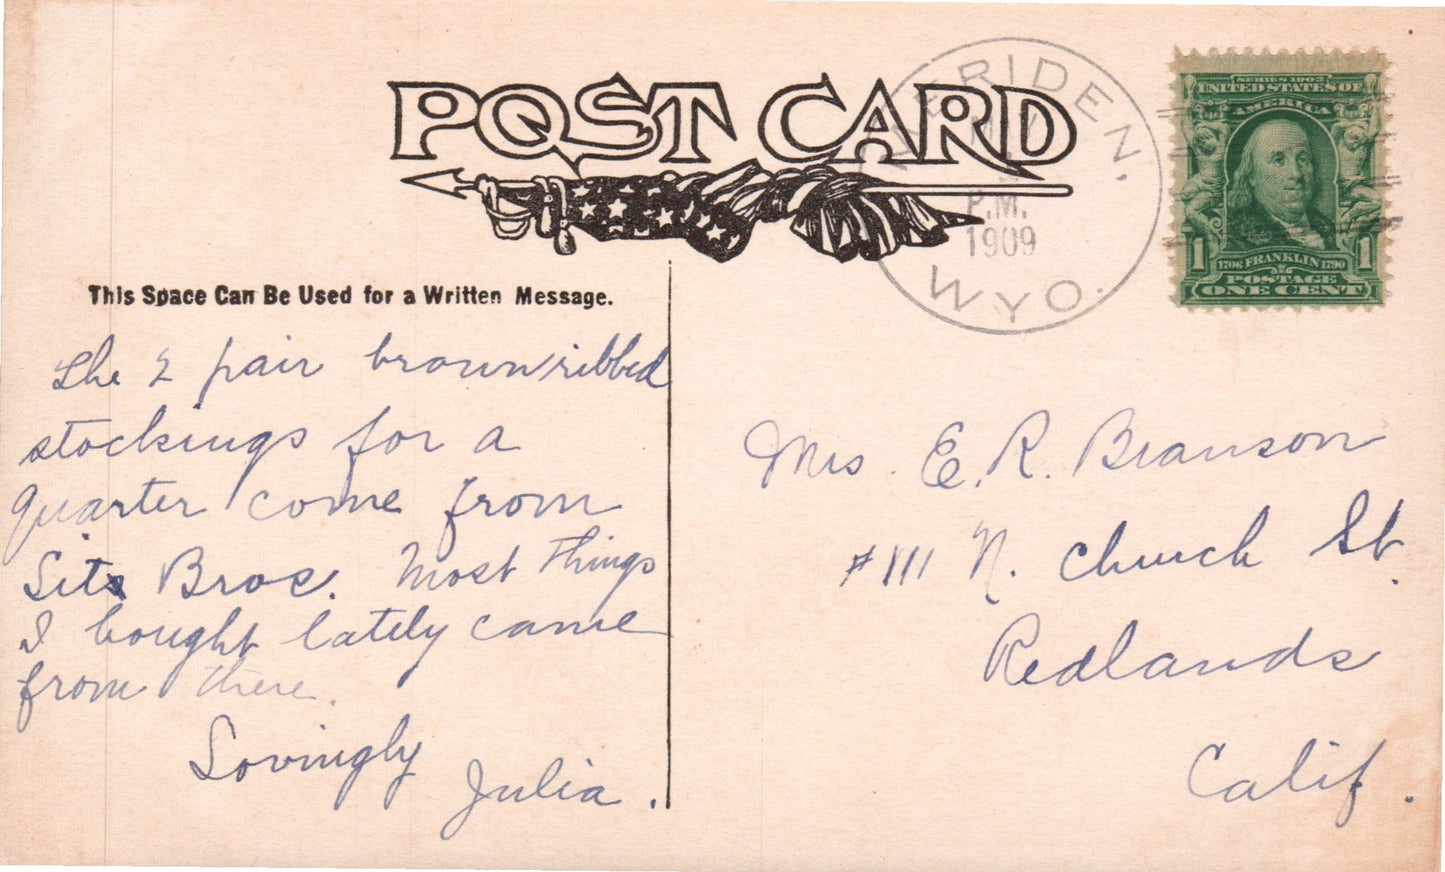 POST CARD
MERIDEN,
P.M.
1909
WYO.
SERIES 1902
UNITED STATES OF
AMERICA
1706 FRANKLIN 1790
1 1
POSTAGE
ONE CENT
This Space Can Be Used for a Written Message.
The 2 pair brown ribbed
stockings for a
quarter come from
Bros. Most things
I bought lately came
from there.
Lovingly
Julia.
Mrs. E. R. Branson
#111 N. Church St.
Redlands
Calif.